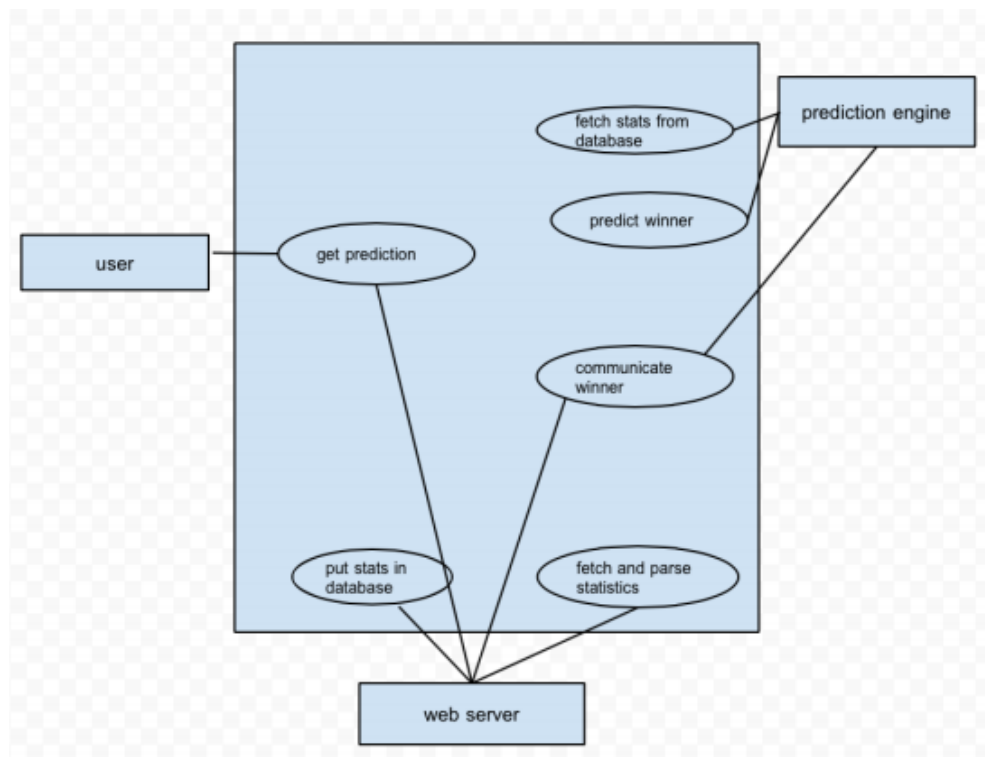 prediction engine
fetch stats from
database
predict winner
user
get prediction
communicate
winner
put stats in
database
fetch and parse
statistics
web server